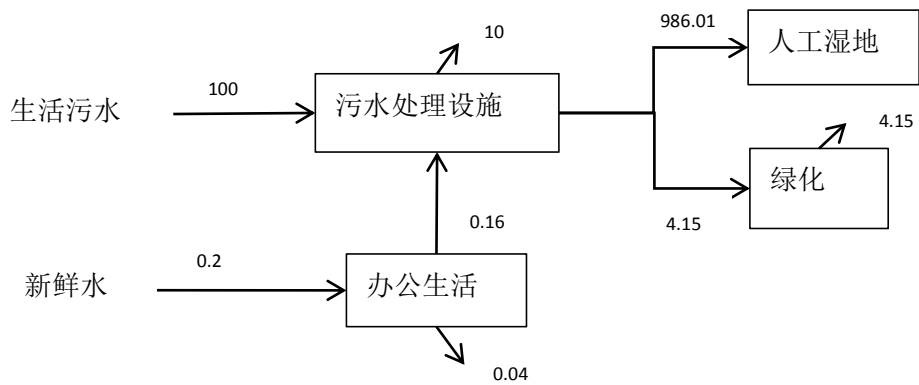 986.01
人工湿地
10
生活污水
100
污水处理设施
4.15
绿化
4.15
0.16
新鲜水
0.2
办公生活
0.04